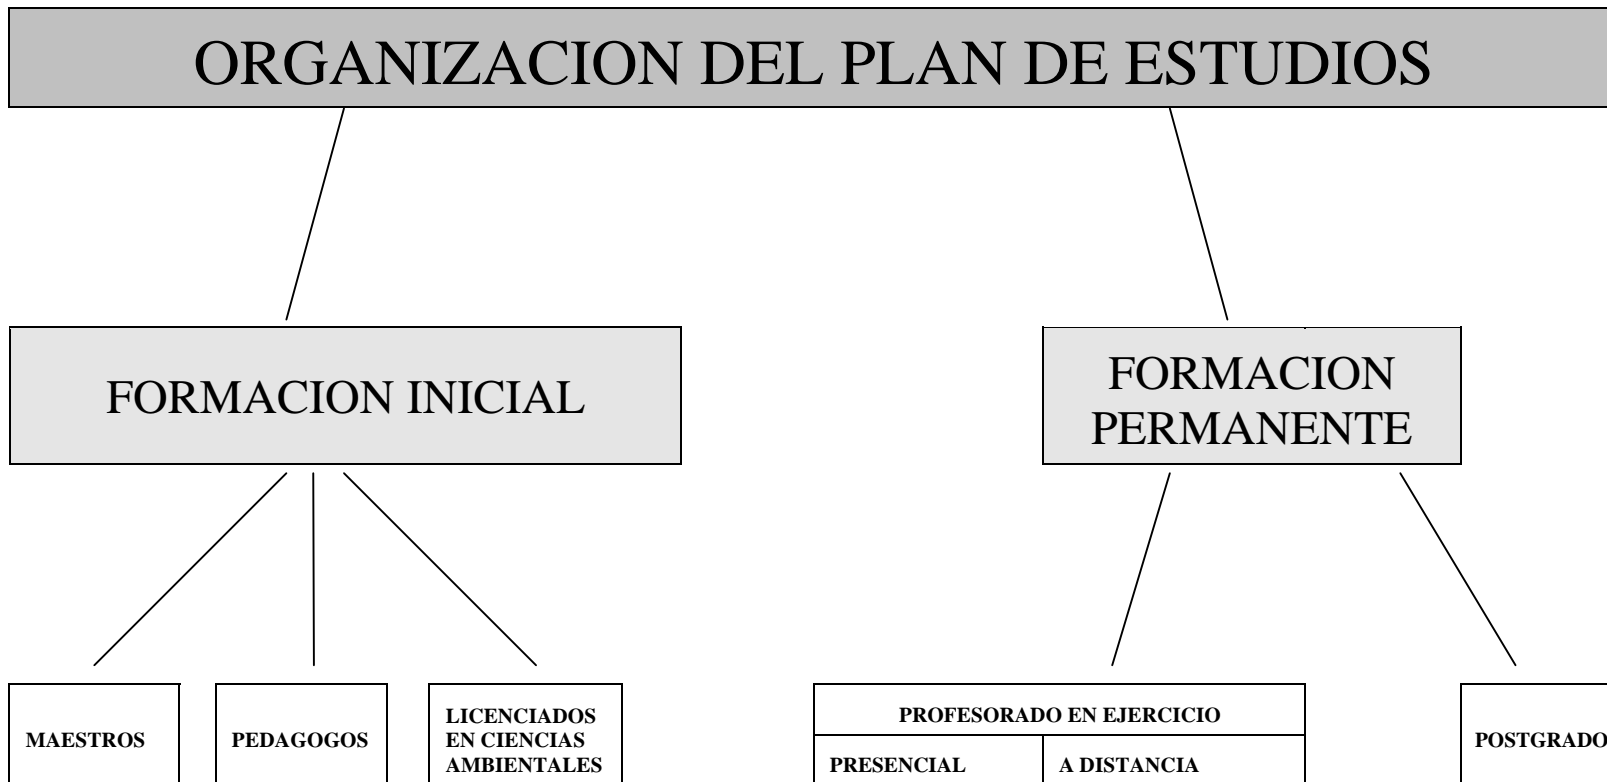 ORGANIZACION DEL PLAN DE ESTUDIOS
FORMACION INICIAL
FORMACION
PERMANENTE
MAESTROS
PEDAGOGOS
LICENCIADOS
EN CIENCIAS
AMBIENTALES
PROFESORADO EN EJERCICIO
PRESENCIAL
A DISTANCIA
POSTGRADO